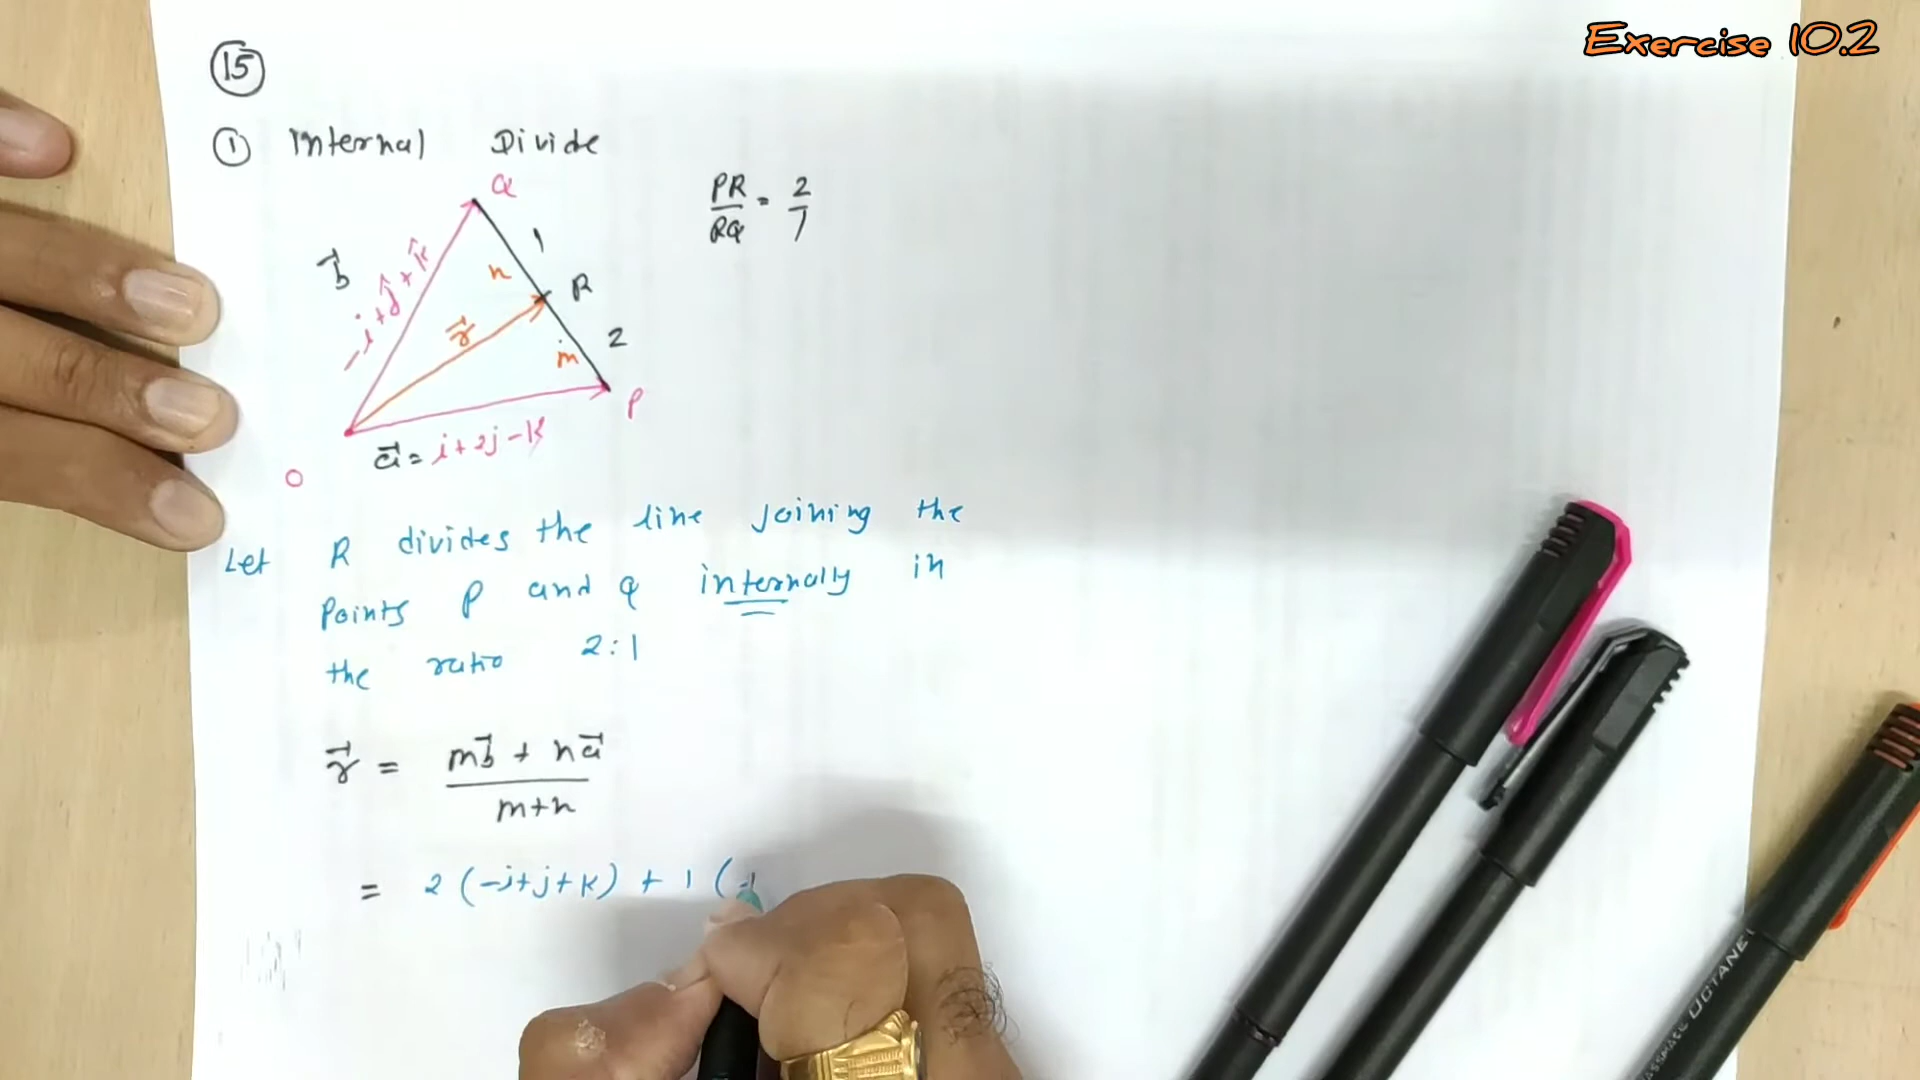 Exercise 10.2
15
① Internal Divide
Q
PR/RQ = 2/1
b⃗
-i+ĵ+k̂
1
n
R
r⃗
2
m
P
a⃗ = i+2j-k
O
Let R divides the line joining the
points P and Q internally in
the ratio 2:1
r⃗ = (mb⃗ + na⃗)/(m+n)
= 2(-i+j+k) + 1(
OCTANE